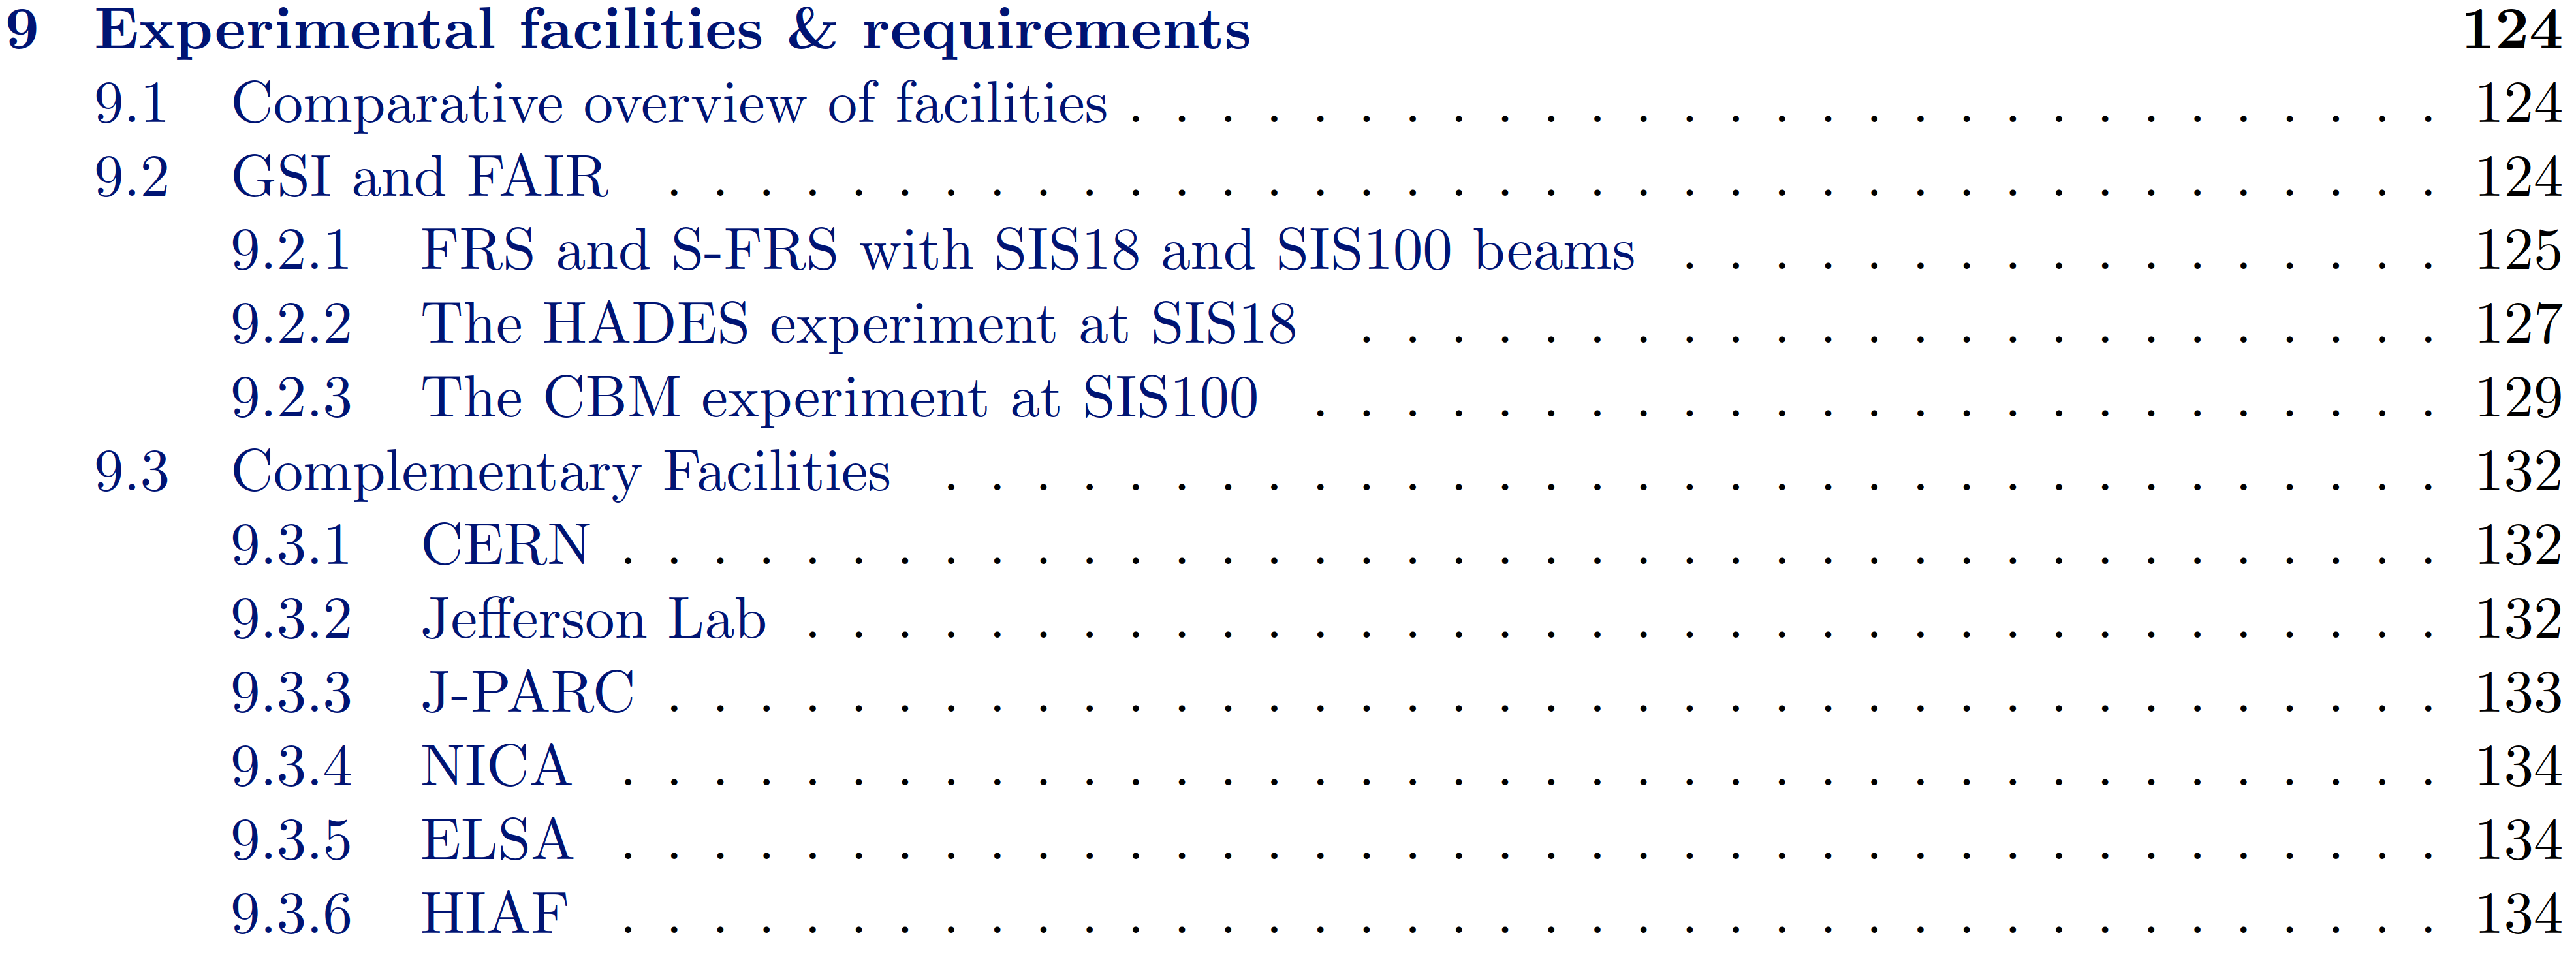 9 Experimental facilities & requirements 124
9.1 Comparative overview of facilities . . . . . . . . . . . . . . . . . . . . . . . . . . . . . 124
9.2 GSI and FAIR . . . . . . . . . . . . . . . . . . . . . . . . . . . . . . . . . . . . . . . 124
9.2.1 FRS and S-FRS with SIS18 and SIS100 beams . . . . . . . . . . . . . . . . . 125
9.2.2 The HADES experiment at SIS18 . . . . . . . . . . . . . . . . . . . . . . . . 127
9.2.3 The CBM experiment at SIS100 . . . . . . . . . . . . . . . . . . . . . . . . . 129
9.3 Complementary Facilities . . . . . . . . . . . . . . . . . . . . . . . . . . . . . . . . . 132
9.3.1 CERN . . . . . . . . . . . . . . . . . . . . . . . . . . . . . . . . . . . . . . . . 132
9.3.2 Jefferson Lab . . . . . . . . . . . . . . . . . . . . . . . . . . . . . . . . . . . . 132
9.3.3 J-PARC . . . . . . . . . . . . . . . . . . . . . . . . . . . . . . . . . . . . . . . 133
9.3.4 NICA . . . . . . . . . . . . . . . . . . . . . . . . . . . . . . . . . . . . . . . . 134
9.3.5 ELSA . . . . . . . . . . . . . . . . . . . . . . . . . . . . . . . . . . . . . . . . 134
9.3.6 HIAF . . . . . . . . . . . . . . . . . . . . . . . . . . . . . . . . . . . . . . . . 134